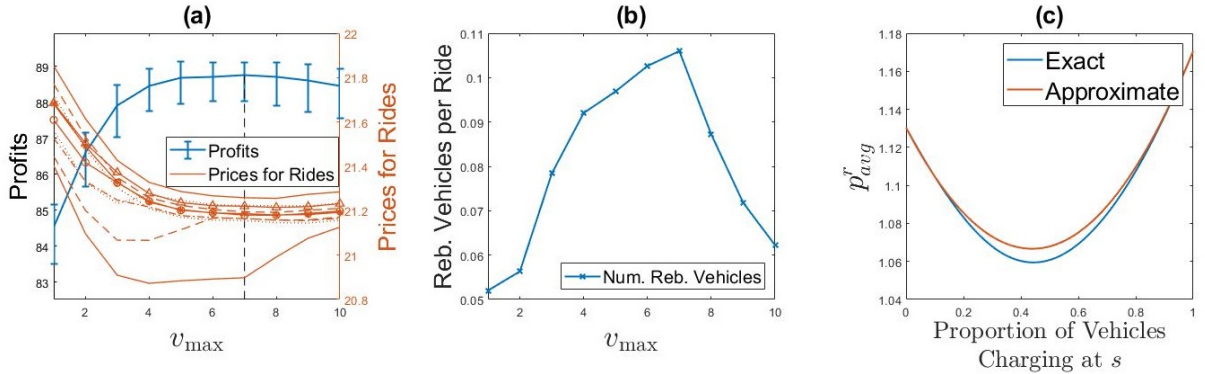 (a)
89
88
87
86
85
84
83
Profits
22
21.8
21.6
21.4
21.2
21
20.8
Prices for Rides
Profits
Prices for Rides
2 4 6 8 10
v_max
(b)
0.11
0.1
0.09
0.08
0.07
0.06
0.05
Reb. Vehicles per Ride
Num. Reb. Vehicles
2 4 6 8 10
v_max
(c)
1.18
1.16
1.14
1.12
1.1
1.08
1.06
1.04
p^r_avg
Exact
Approximate
0 0.2 0.4 0.6 0.8 1
Proportion of Vehicles
Charging at s